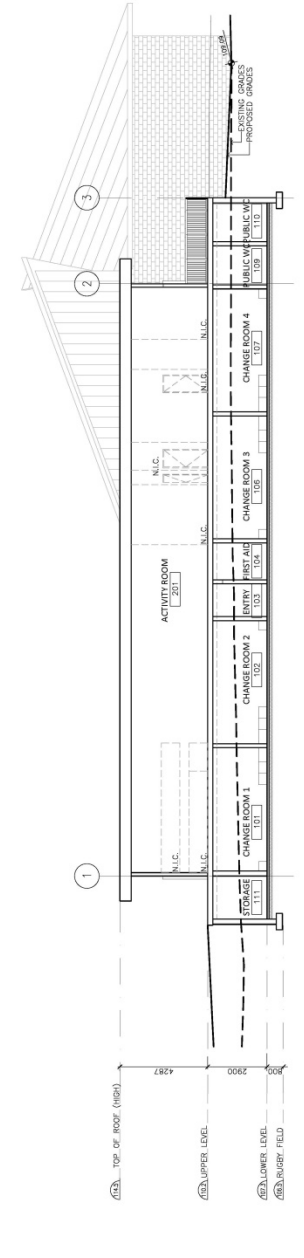 1
2
3
TOP OF ROOF (HIGH)
4287
N.I.C.
N.I.C.
ACTIVITY ROOM
201
N.I.C.
N.I.C.
N.I.C.
N.I.C.
EXISTING GRADES
PROPOSED GRADES
UPPER LEVEL
2900
STORAGE
111
CHANGE ROOM 1
101
CHANGE ROOM 2
102
ENTRY
103
FIRST AID
104
CHANGE ROOM 3
106
CHANGE ROOM 4
107
PUBLIC WC
109
PUBLIC WC
110
LOWER LEVEL
800
RUGBY FIELD